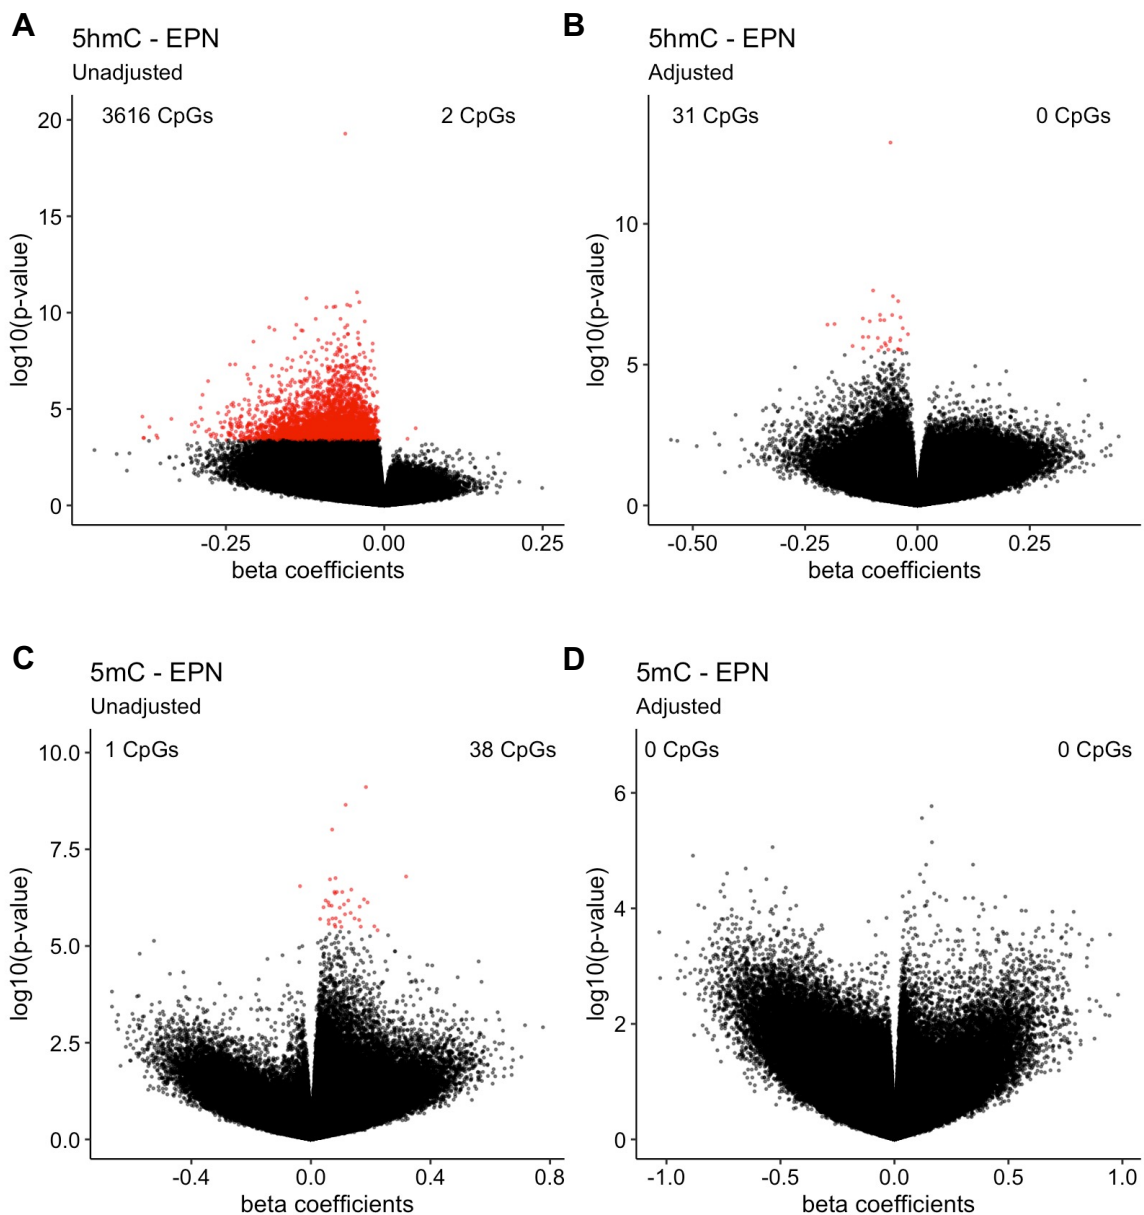 A
5hmC - EPN
Unadjusted
3616 CpGs
2 CpGs
20
15
10
5
0
log10(p-value)
-0.25
0.00
0.25
beta coefficients
B
5hmC - EPN
Adjusted
31 CpGs
0 CpGs
10
5
0
log10(p-value)
-0.50
-0.25
0.00
0.25
beta coefficients
C
5mC - EPN
Unadjusted
1 CpGs
38 CpGs
10.0
7.5
5.0
2.5
0.0
log10(p-value)
-0.4
0.0
0.4
0.8
beta coefficients
D
5mC - EPN
Adjusted
0 CpGs
0 CpGs
6
4
2
0
log10(p-value)
-1.0
-0.5
0.0
0.5
1.0
beta coefficients